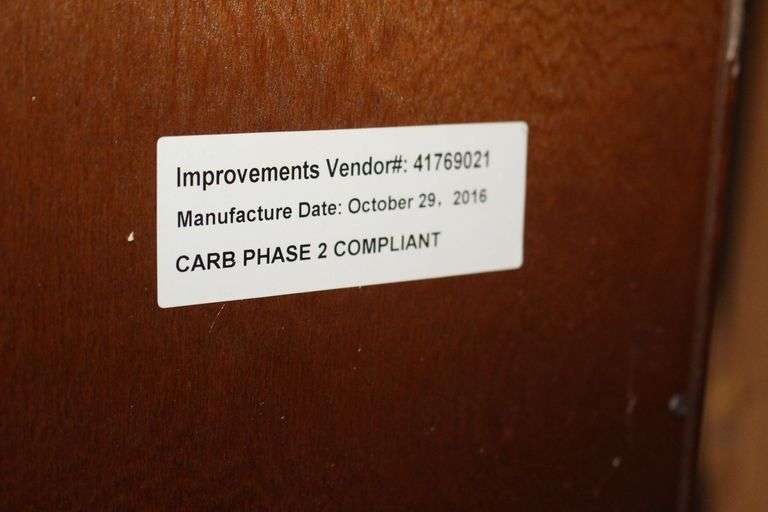 Improvements Vendor#: 41769021
Manufacture Date: October 29, 2016
CARB PHASE 2 COMPLIANT